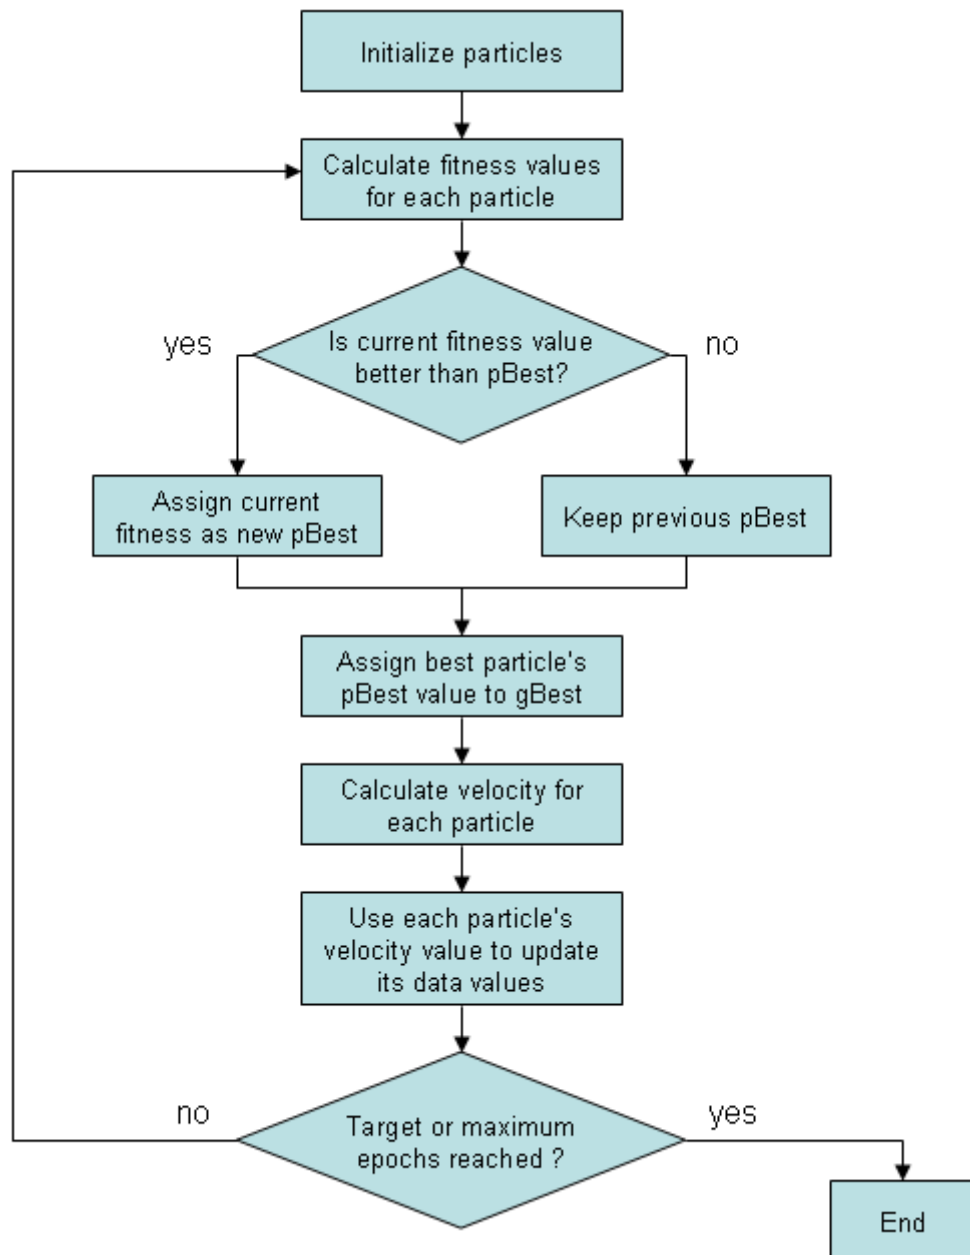 Initialize particles
Calculate fitness values
for each particle
Is current fitness value
better than pBest?
yes
no
Assign current
fitness as new pBest
Keep previous pBest
Assign best particle's
pBest value to gBest
Calculate velocity for
each particle
Use each particle's
velocity value to update
its data values
Target or maximum
epochs reached ?
no
yes
End